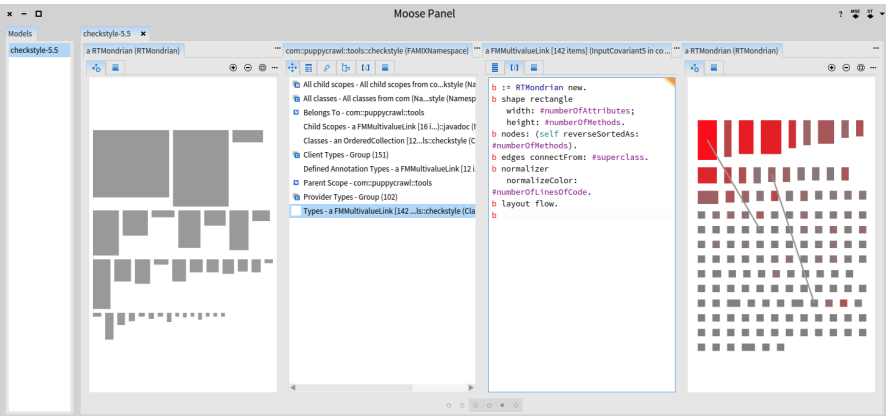 Moose Panel
?
MSE
ST
Models
checkstyle-5.5
checkstyle-5.5
a RTMondrian (RTMondrian)
com::puppycrawl::tools::checkstyle (FAMIXNamespace)
a FMMultivalueLink [142 items] (InputCovariant5 in co ...
a RTMondrian (RTMondrian)
All child scopes - All child scopes from co...kstyle (Na
All classes - All classes from com (Na...style (Namesp
Belongs To - com::puppycrawl::tools
Child Scopes - a FMMultivalueLink [16 i...)::javadoc (I
Classes - an OrderedCollection [12...ls::checkstyle (C
Client Types - Group (151)
Defined Annotation Types - a FMMultivalueLink [12 i
Parent Scope - com::puppycrawl::tools
Provider Types - Group (102)
Types - a FMMultivalueLink [142 ...ls::checkstyle (Cla
b := RTMondrian new.
b shape rectangle
width: #numberOfAttributes;
height: #numberOfMethods.
b nodes: (self reverseSortedAs:
#numberOfMethods).
b edges connectFrom: #superclass.
b normalizer
normalizeColor:
#numberOfLinesOfCode.
b layout flow.
b